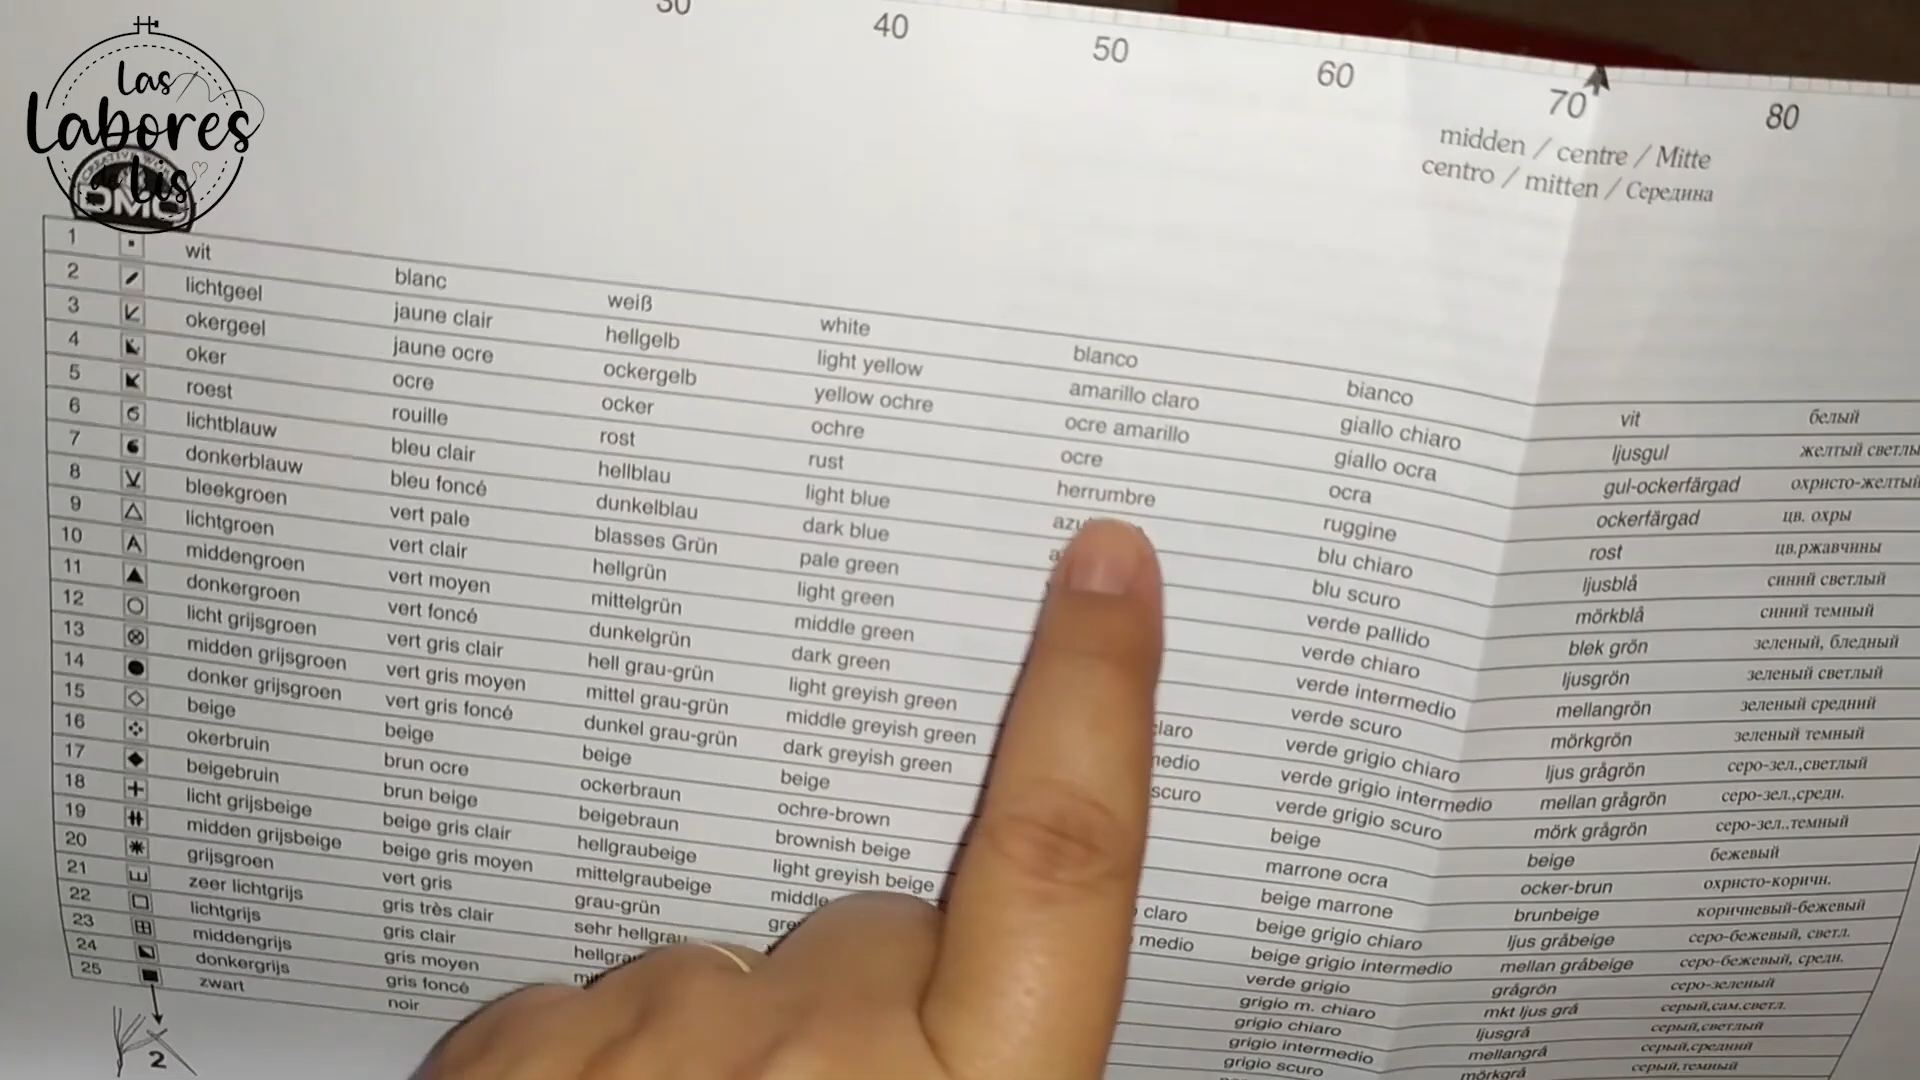 Las
Labores
de Lis
DMC
30 40 50 60 70 80
midden / centre / Mitte
centro / mitten / Середина
1 wit blanc weiß white blanco bianco vit белый
2 lichtgeel jaune clair hellgelb light yellow amarillo claro giallo chiaro ljusgul желтый
3 okergeel jaune ocre ockergelb yellow ochre ocre amarillo giallo ocra gul-ockerfärgad охристо-желтый
4 oker ocre ocker ochre ocre ocra ockerfärgad цв. охры
5 roest rouille rost rust herrumbre ruggine rost цв.ржавчины
6 lichtblauw bleu clair hellblau light blue blu chiaro ljusblå синий светлый
7 donkerblauw bleu foncé dunkelblau dark blue blu scuro mörkblå синий темный
8 bleekgroen vert pale blasses Grün pale green verde pallido blek grön зеленый, бледный
9 lichtgroen vert clair hellgrün light green verde chiaro ljusgrön зеленый светлый
10 middengroen vert moyen mittelgrün middle green verde intermedio mellangrön зеленый средний
11 donkergroen vert foncé dunkelgrün dark green verde scuro mörkgrön зеленый темный
12 licht grijsgroen vert gris clair hell grau-grün light greyish green claro verde grigio chiaro ljus grågrön серо-зел.,светлый
13 midden grijsgroen vert gris moyen mittel grau-grün middle greyish green medio verde grigio intermedio mellan grågrön серо-зел.,средн.
14 donker grijsgroen vert gris foncé dunkel grau-grün dark greyish green scuro verde grigio scuro mörk grågrön серо-зел..темный
15 beige beige beige beige beige beige бежевый
16 okerbruin brun ocre ockerbraun ochre-brown marrone ocra ocker-brun охристо-коричн.
17 beigebruin brun beige beigebraun brownish beige beige marrone brunbeige коричневый-бежевый
18 licht grijsbeige beige gris clair hellgraubeige light greyish beige claro beige grigio chiaro ljus gråbeige серо-бежевый, светл.
19 midden grijsbeige beige gris moyen mittelgraubeige middle medio beige grigio intermedio mellan gråbeige серо-бежевый, средн.
20 grijsgroen vert gris grau-grün verde grigio grågrön серо-зеленый
21 zeer lichtgrijs gris très clair sehr hellgrau grigio m. chiaro mkt ljus grå серый,сам.светл.
22 lichtgrijs gris clair grigio chiaro ljusgrå серый,светлый
23 middengrijs gris moyen grigio intermedio mellangrå серый,средний
24 donkergrijs gris foncé grigio scuro mörkgrå серый,темный
25 zwart noir
2